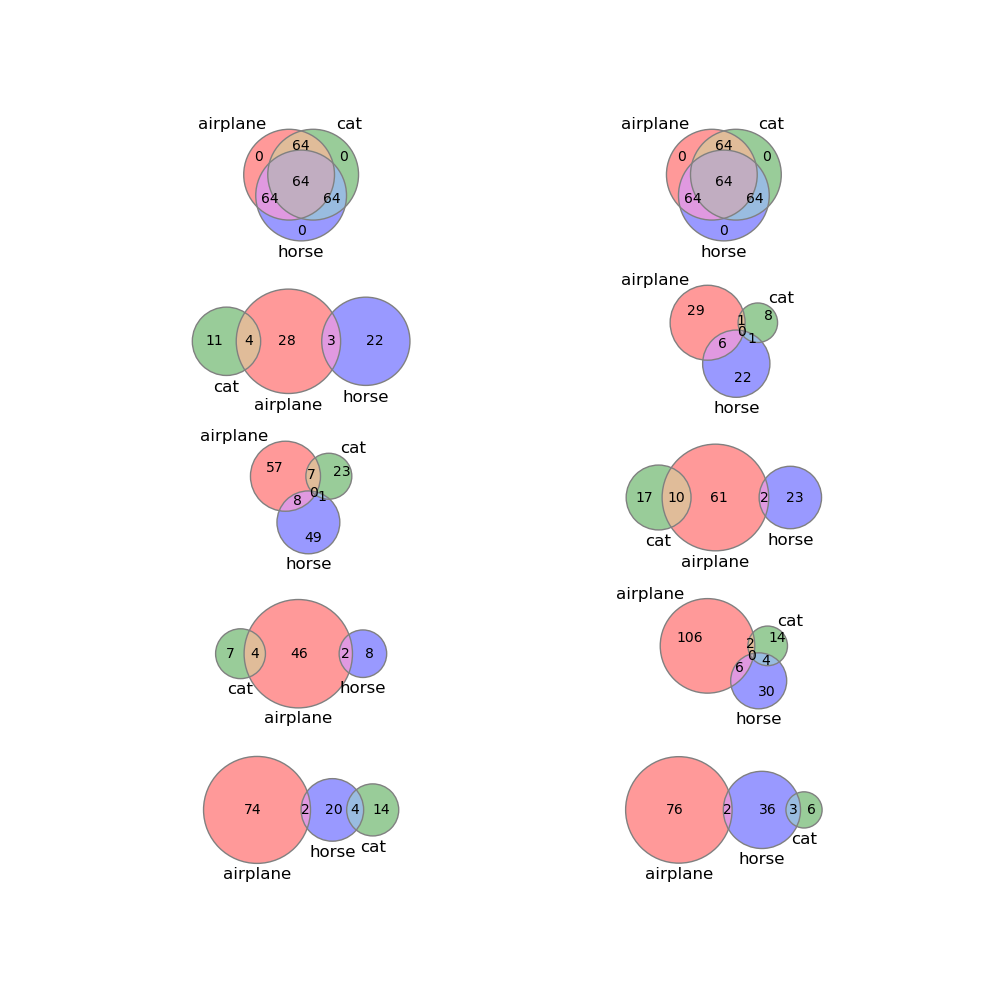 airplane cat
0 64 0
64
64 64
0
horse
airplane cat
0 64 0
64
64 64
0
horse
11 4 28 3 22
cat
airplane
horse
airplane
cat
29 1 8
0
6 1
22
horse
airplane
cat
57 7 23
0
8 1
49
horse
17 10 61 2 23
cat
airplane
horse
7 4 46 2 8
cat
airplane
horse
airplane
cat
106 2 14
0
6 4
30
horse
74 2 20 4 14
airplane
horse
cat
76 2 36 3 6
airplane
horse
cat